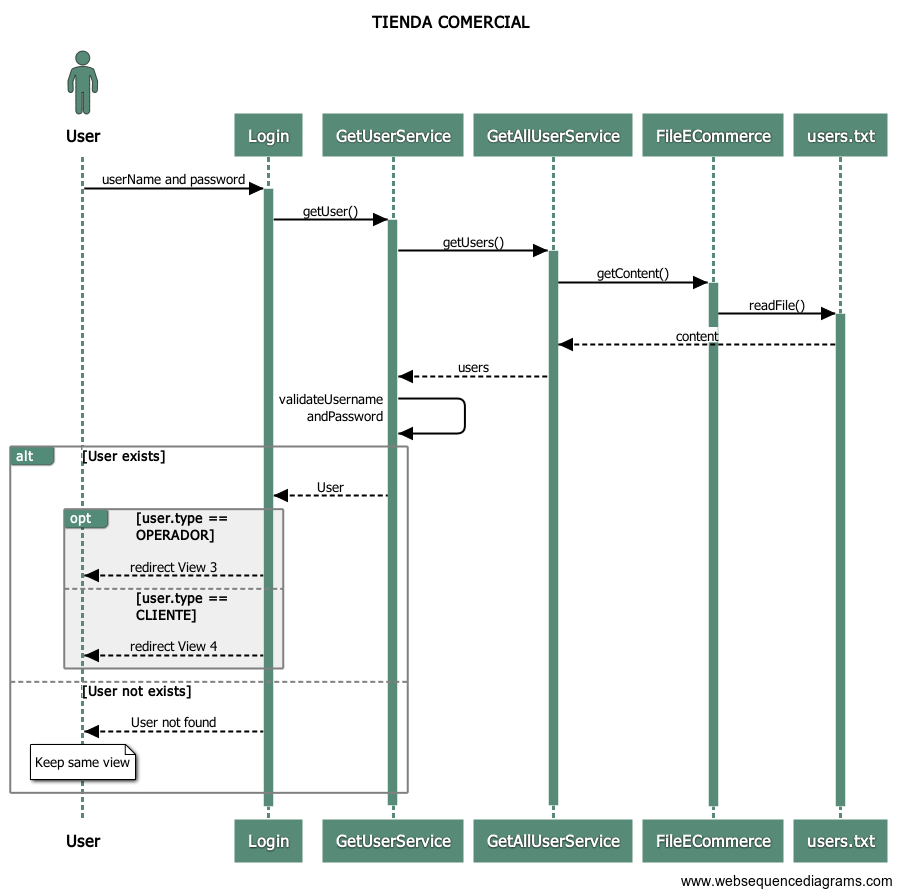 TIENDA COMERCIAL
User
Login
GetUserService
GetAllUserService
FileECommerce
users.txt
userName and password
getUser()
getUsers()
getContent()
readFile()
content
users
validateUsername
andPassword
alt
[User exists]
User
opt
[user.type ==
OPERADOR]
redirect View 3
[user.type ==
CLIENTE]
redirect View 4
[User not exists]
User not found
Keep same view
User
Login
GetUserService
GetAllUserService
FileECommerce
users.txt
www.websequencediagrams.com